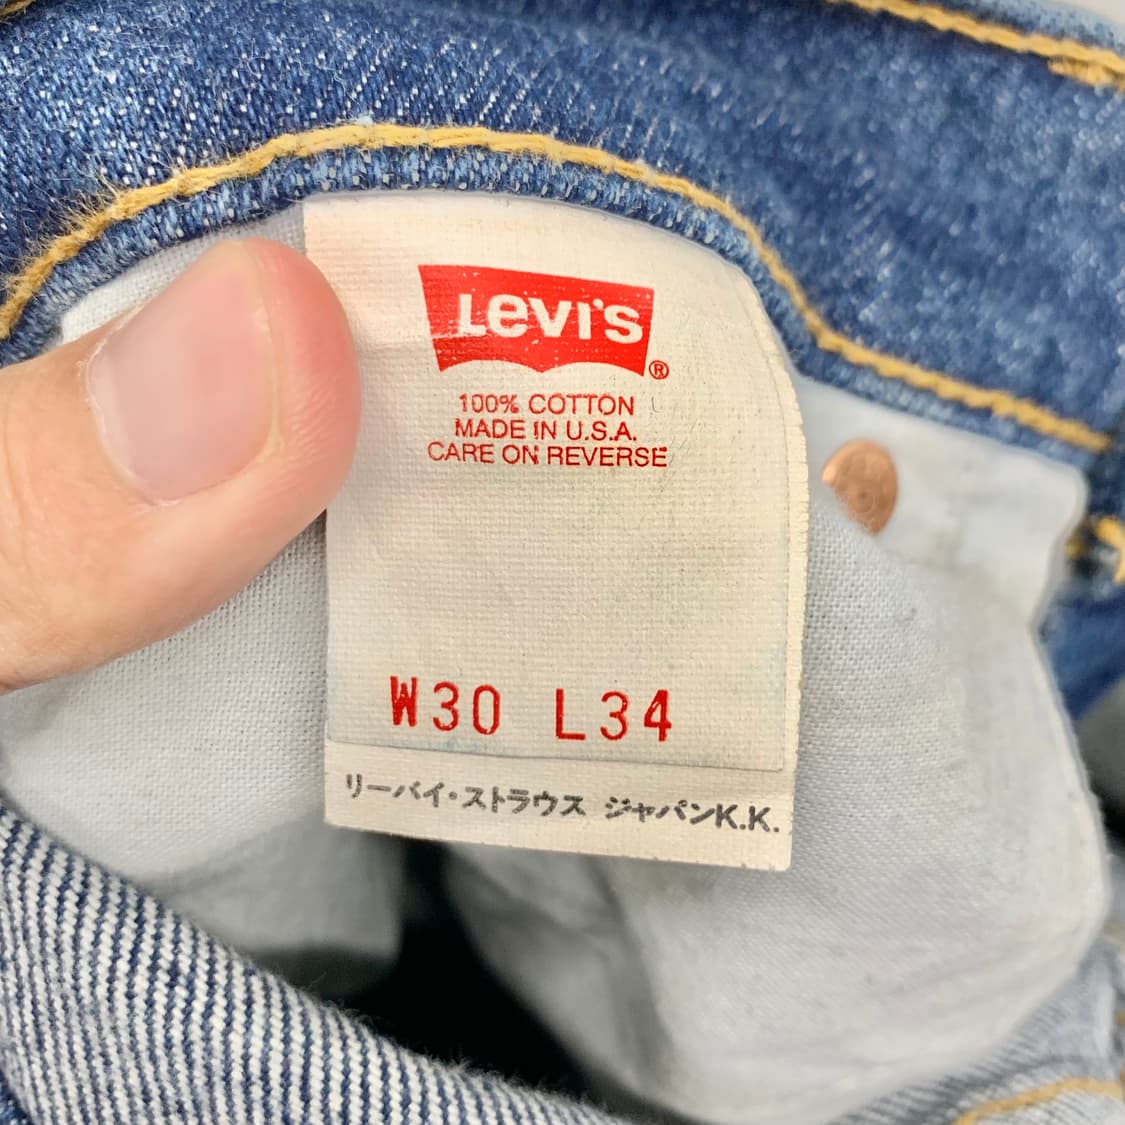 Levi's®
100% COTTON
MADE IN U.S.A.
CARE ON REVERSE
W30 L34
リーバイ・ストラウス ジャパンK.K.